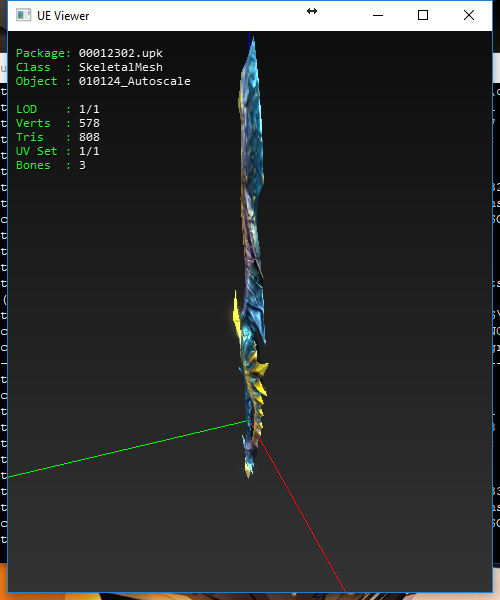 UE Viewer
Package: 00012302.upk
Class  : SkeletalMesh
Object : 010124_Autoscale
LOD    : 1/1
Verts  : 578
Tris   : 808
UV Set : 1/1
Bones  : 3